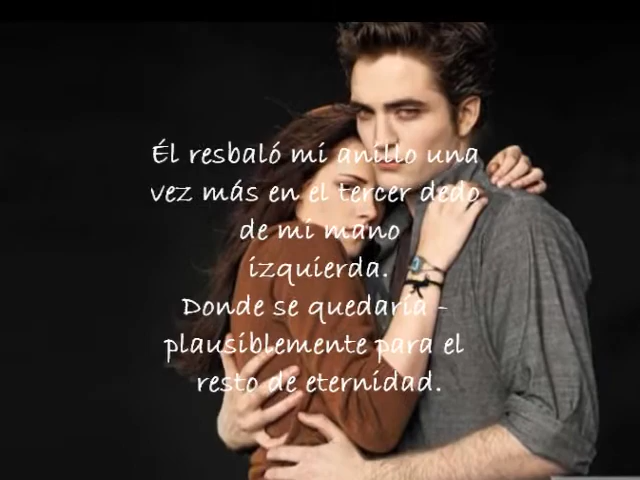 Él resbaló mi anillo una
vez más en el tercer dedo
de mi mano
izquierda.
Donde se quedaría -
plausiblemente para el
resto de eternidad.